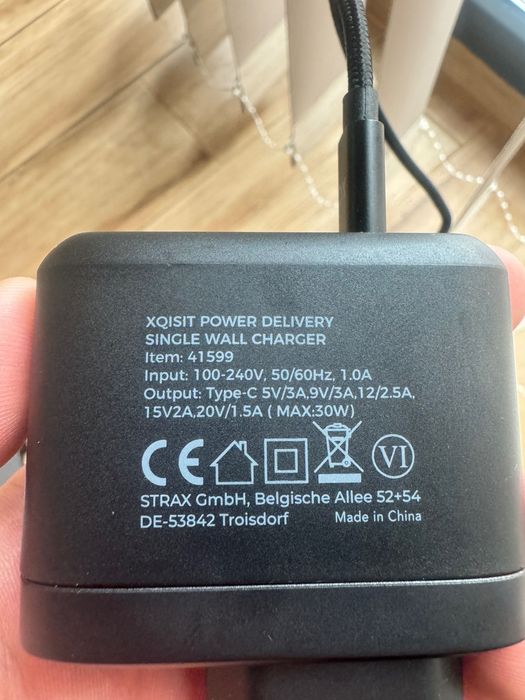 XQISIT POWER DELIVERY
SINGLE WALL CHARGER
Item: 41599
Input: 100-240V, 50/60Hz, 1.0A
Output: Type-C 5V/3A,9V/3A,12/2.5A,
15V2A,20V/1.5A ( MAX:30W)
CE VI
STRAX GmbH, Belgische Allee 52+54
DE-53842 Troisdorf Made in China